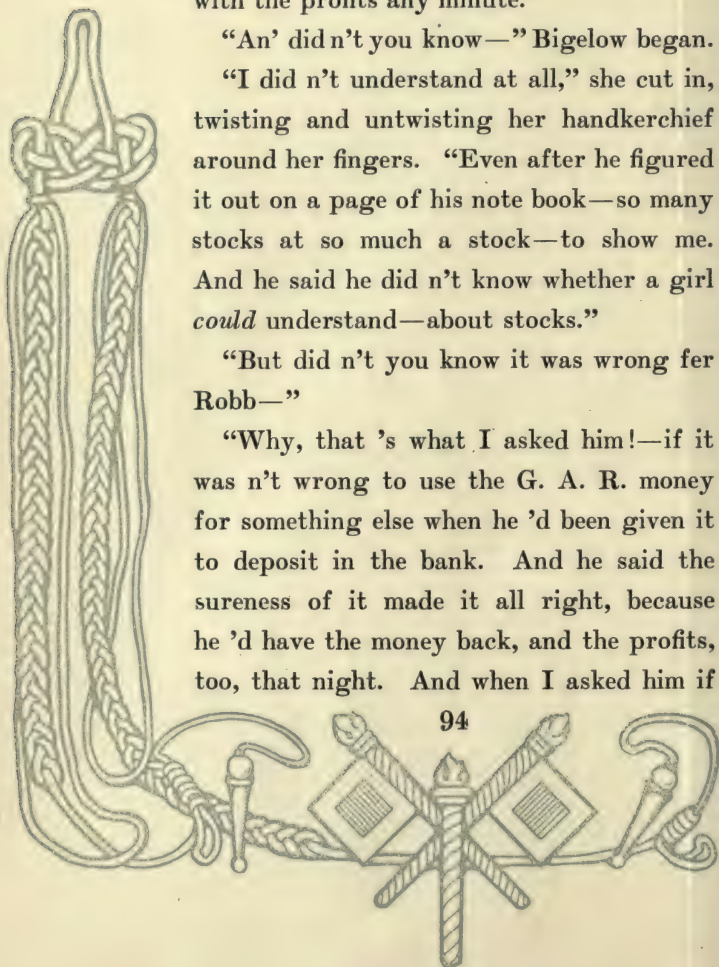 with the profits any minute.
“An’ did n’t you know—” Bigelow began.
“I did n’t understand at all,” she cut in,
twisting and untwisting her handkerchief
around her fingers. “Even after he figured
it out on a page of his note book—so many
stocks at so much a stock—to show me.
And he said he did n’t know whether a girl
could understand—about stocks.”
“But did n’t you know it was wrong fer
Robb—”
“Why, that ’s what I asked him!—if it
was n’t wrong to use the G. A. R. money
for something else when he ’d been given it
to deposit in the bank. And he said the
sureness of it made it all right, because
he ’d have the money back, and the profits,
too, that night. And when I asked him if
94